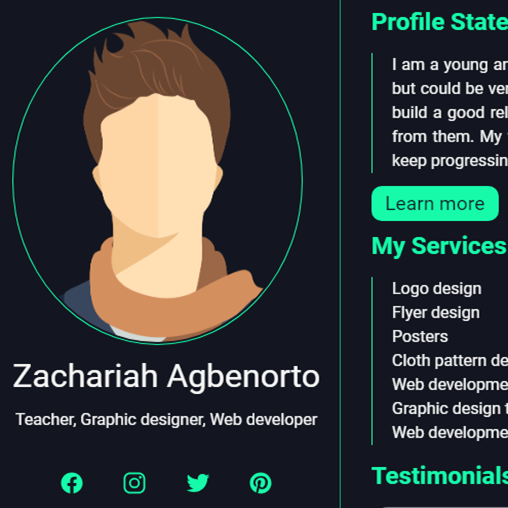 Zachariah Agbenorto
Teacher, Graphic designer, Web developer
Profile State
I am a young an
but could be ver
build a good rel
from them. My
keep progressin
Learn more
My Services
Logo design
Flyer design
Posters
Cloth pattern de
Web developme
Graphic design t
Web developme
Testimonials